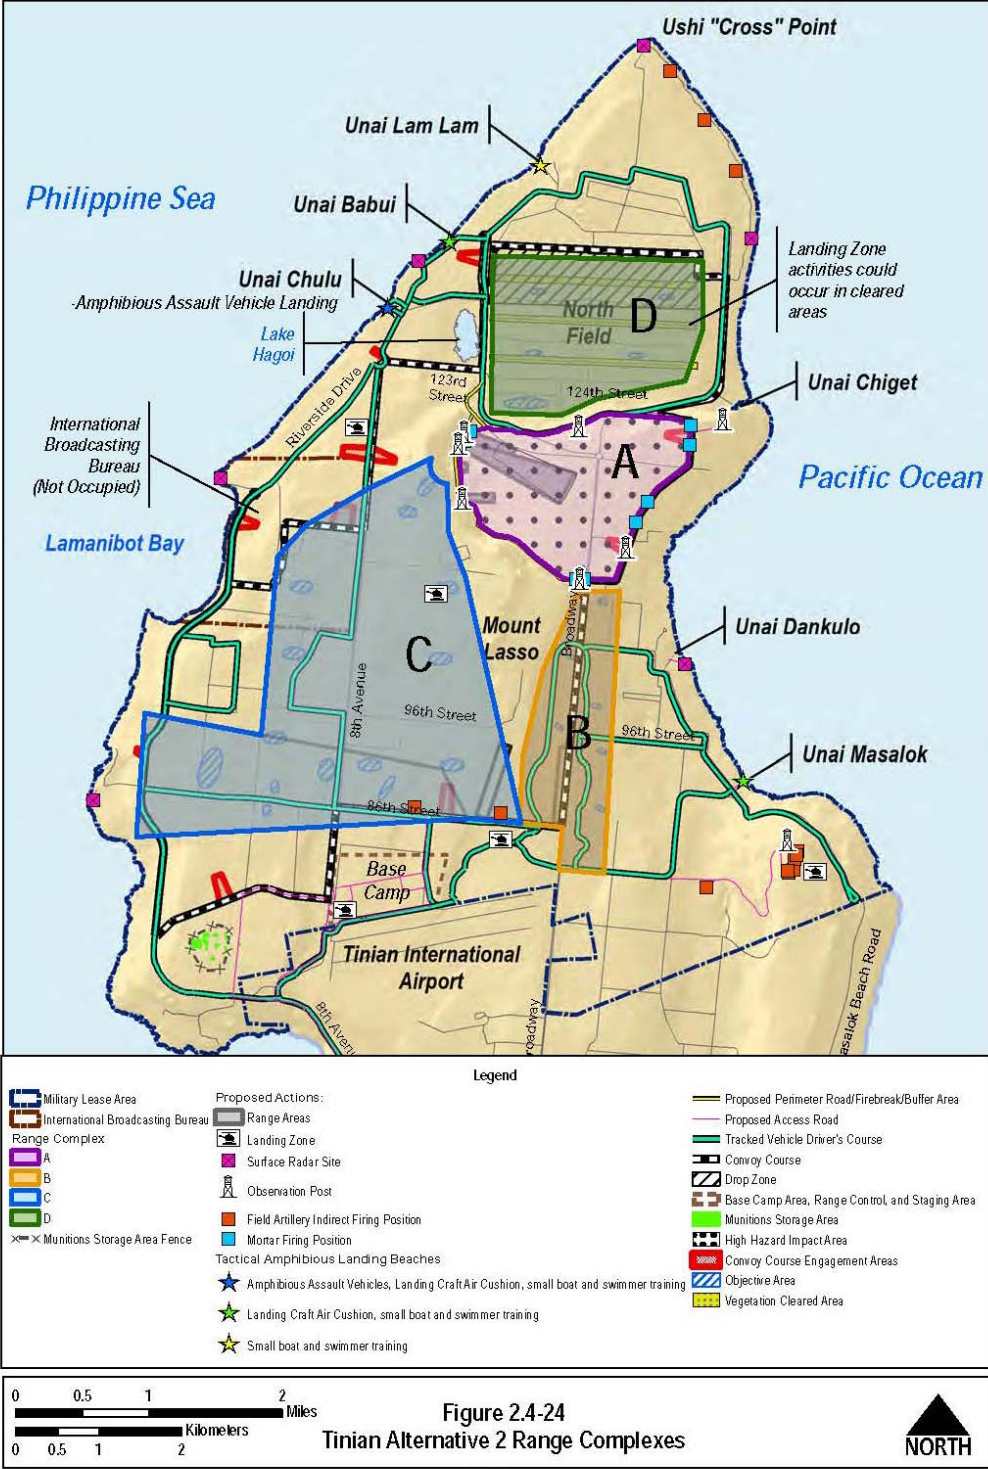 Ushi "Cross" Point
Unai Lam Lam
Philippine Sea
Unai Babui
Unai Chulu
-Amphibious Assault Vehicle Landing
Landing Zone
activities could
occur in cleared
areas
North
Field
D
Lake
Hagoi
123rd
Street
124th Street
Unai Chiget
Riverside Drive
International
Broadcasting
Bureau
(Not Occupied)
A
Pacific Ocean
Lamanibot Bay
Mount
Lasso
Broadway
Unai Dankulo
C
8th Avenue
96th Street
B
96th Street
Unai Masalok
86th Street
Base
Camp
Tinian International
Airport
8th Avenu
roadway
asalok Beach Road
Legend
Military Lease Area
International Broadcasting Bureau
Range Complex
A
B
C
D
Munitions Storage Area Fence
Proposed Actions:
Range Areas
Landing Zone
Surface Radar Site
Observation Post
Field Artillery Indirect Firing Position
Mortar Firing Position
Tactical Amphibious Landing Beaches
Amphibious Assault Vehicles, Landing Craft Air Cushion, small boat and swimmer training
Landing Craft Air Cushion, small boat and swimmer training
Small boat and swimmer training
Proposed Perimeter Road/Firebreak/Buffer Area
Proposed Access Road
Tracked Vehicle Driver's Course
Convoy Course
Drop Zone
Base Camp Area, Range Control, and Staging Area
Munitions Storage Area
High Hazard Impact Area
Convoy Course Engagement Areas
Objective Area
Vegetation Cleared Area
0 0.5 1 2
Miles
Kilometers
0 0.5 1 2
Figure 2.4-24
Tinian Alternative 2 Range Complexes
NORTH